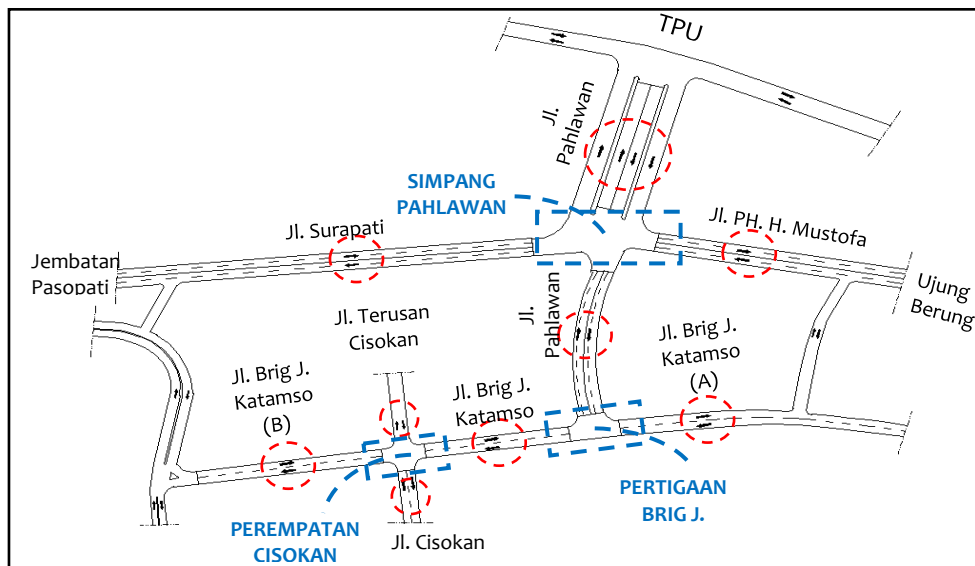 TPU
Jl.
Pahlawan
SIMPANG
PAHLAWAN
Jl. Surapati
Jl. PH. H. Mustofa
Jembatan
Pasopati
Ujung
Berung
Jl. Terusan
Cisokan
Jl.
Pahlawan
Jl. Brig J.
Katamso
(A)
Jl. Brig J.
Katamso
(B)
Jl. Brig J.
Katamso
PERTIGAAN
BRIG J.
PEREMPATAN
CISOKAN
Jl. Cisokan